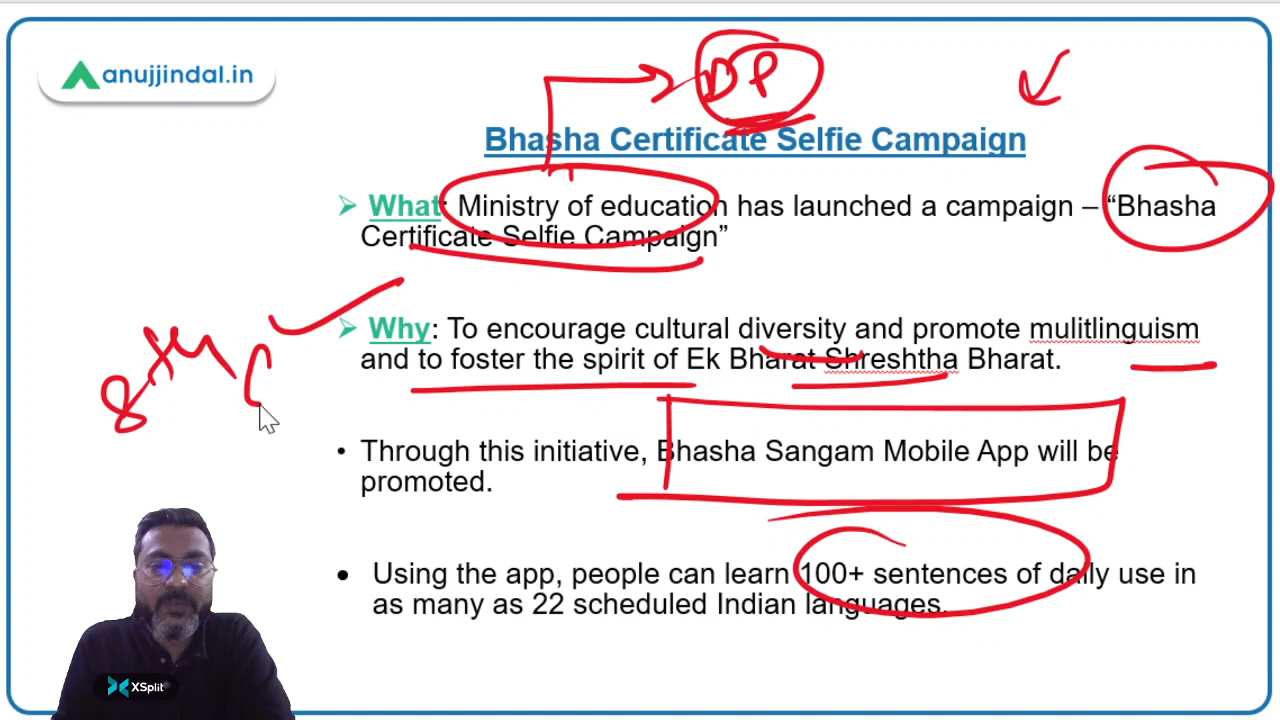 anujjindal.in
DP
Bhasha Certificate Selfie Campaign
➢ What: Ministry of education has launched a campaign – “Bhasha
Certificate Selfie Campaign”
➢ Why: To encourage cultural diversity and promote mulitlinguism
and to foster the spirit of Ek Bharat Shreshtha Bharat.
8
• Through this initiative, Bhasha Sangam Mobile App will be
promoted.
• Using the app, people can learn 100+ sentences of daily use in
as many as 22 scheduled Indian languages.
XSplit